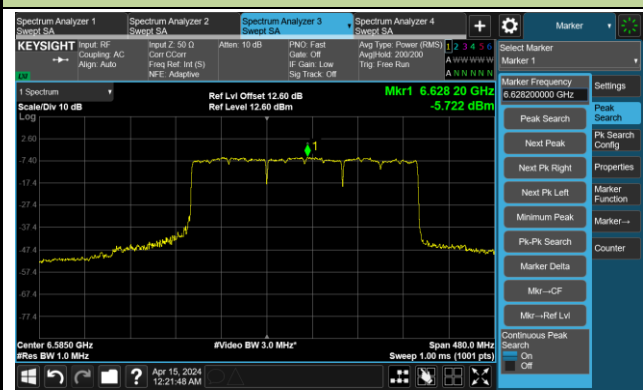 Spectrum Analyzer 1
Swept SA
Spectrum Analyzer 2
Swept SA
Spectrum Analyzer 3
Swept SA
Spectrum Analyzer 4
Swept SA
+
Marker
KEYSIGHT
Input: RF
Coupling: AC
Align: Auto
Input Z: 50 Ω
Corr CCorr
Freq Ref: Int (S)
NFE: Adaptive
Atten: 10 dB
PNO: Fast
Gate: Off
IF Gain: Low
Sig Track: Off
Avg Type: Power (RMS)
Avg|Hold: 200/200
Trig: Free Run
1 2 3 4 5 6
A W W W W W
A N N N N N
LVI
Select Marker
Marker 1
1 Spectrum
Scale/Div 10 dB
Log
Ref Lvl Offset 12.60 dB
Ref Level 12.60 dBm
Mkr1 6.628 20 GHz
-5.722 dBm
1
2.60
-7.40
-17.4
-27.4
-37.4
-47.4
-57.4
-67.4
-77.4
Center 6.5850 GHz
#Res BW 1.0 MHz
#Video BW 3.0 MHz*
Span 480.0 MHz
Sweep 1.00 ms (1001 pts)
Marker Frequency
6.628200000 GHz
Peak Search
Next Peak
Next Pk Right
Next Pk Left
Minimum Peak
Pk-Pk Search
Marker Delta
Mkr→CF
Mkr→Ref Lvl
Continuous Peak
Search
On
Off
Settings
Peak
Search
Pk Search
Config
Properties
Marker
Function
Marker→
Counter
?
Apr 15, 2024
12:21:48 AM